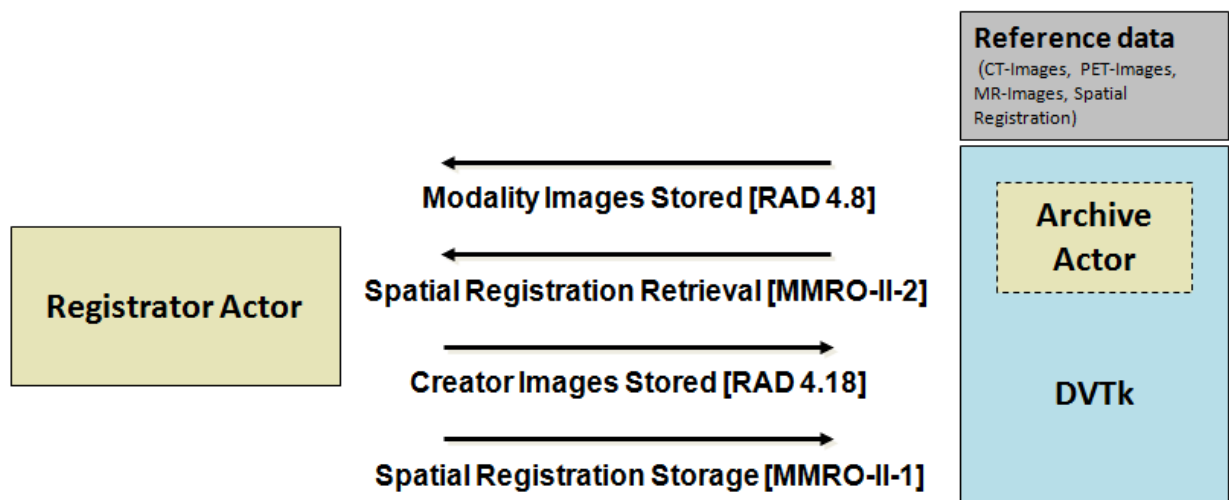 Reference data
(CT-Images, PET-Images,
MR-Images, Spatial
Registration)
Modality Images Stored [RAD 4.8]
Archive
Actor
Registrator Actor
Spatial Registration Retrieval [MMRO-II-2]
Creator Images Stored [RAD 4.18]
DVTk
Spatial Registration Storage [MMRO-II-1]